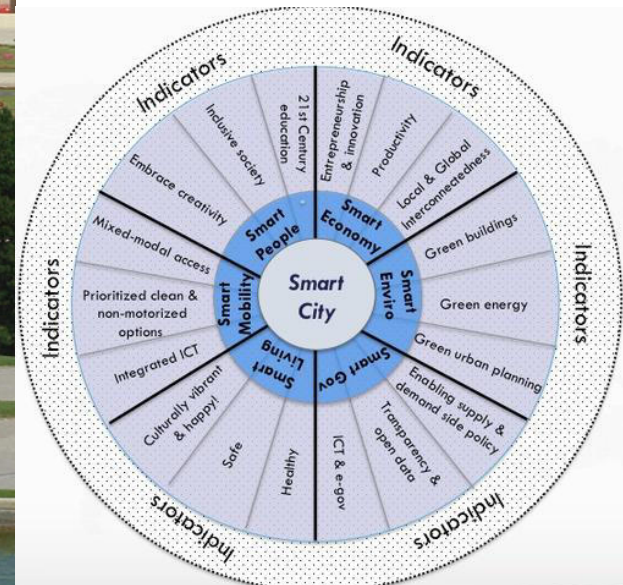 Indicators
Indicators
Indicators
Indicators
Indicators
Indicators
Entrepreneurship
& innovation
Productivity
Local & Global
Interconnectedness
Green buildings
Green energy
Green urban planning
Enabling supply &
demand side policy
Transparency &
open data
ICT & e-gov
Healthy
Safe
Culturally vibrant
& happy!
Integrated ICT
Prioritized clean &
non-motorized
options
Mixed-modal access
Embrace creativity
Inclusive society
21st Century
education
Smart
Economy
Smart
Enviro
Smart Gov
Smart
Living
Smart
Mobility
Smart
People
Smart
City